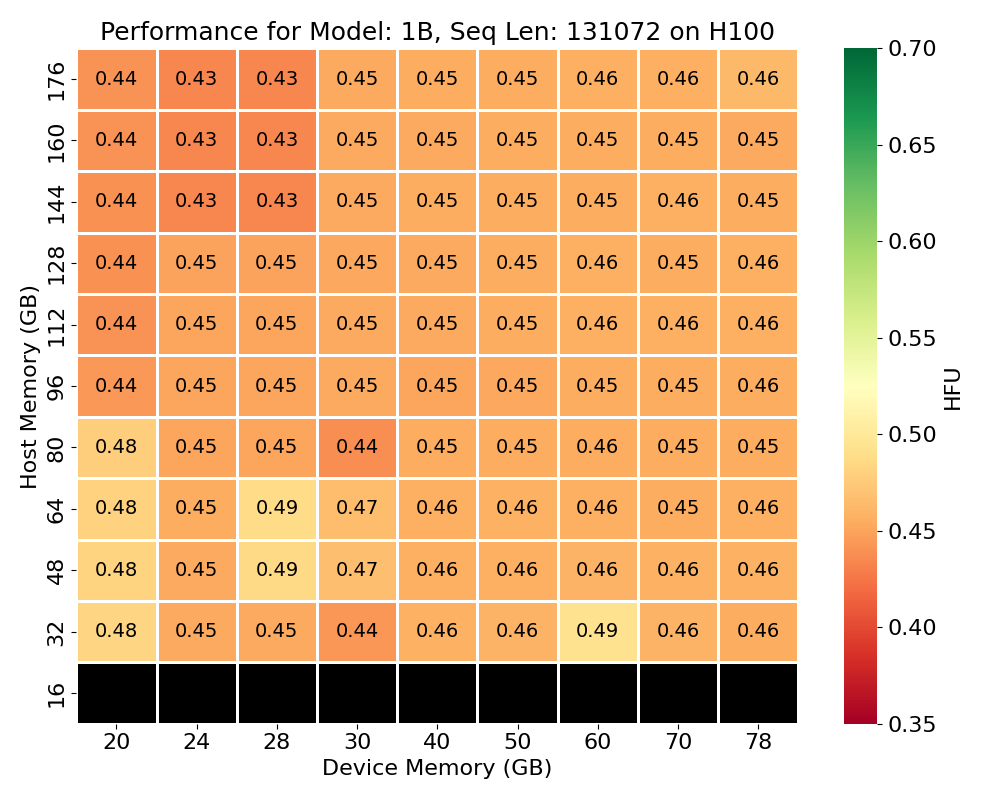 Performance for Model: 1B, Seq Len: 131072 on H100
176 0.44 0.43 0.43 0.45 0.45 0.45 0.46 0.46 0.46
160 0.44 0.43 0.43 0.45 0.45 0.45 0.45 0.45 0.45
144 0.44 0.43 0.43 0.45 0.45 0.45 0.45 0.46 0.45
128 0.44 0.45 0.45 0.45 0.45 0.45 0.46 0.45 0.46
112 0.44 0.45 0.45 0.45 0.45 0.45 0.46 0.46 0.46
96 0.44 0.45 0.45 0.45 0.45 0.45 0.45 0.45 0.46
80 0.48 0.45 0.45 0.44 0.45 0.45 0.46 0.45 0.45
64 0.48 0.45 0.49 0.47 0.46 0.46 0.46 0.45 0.46
48 0.48 0.45 0.49 0.47 0.46 0.46 0.46 0.46 0.46
32 0.48 0.45 0.45 0.44 0.46 0.46 0.49 0.46 0.46
16
20 24 28 30 40 50 60 70 78
Device Memory (GB)
Host Memory (GB)
0.70
0.65
0.60
0.55
0.50
0.45
0.40
0.35
HFU